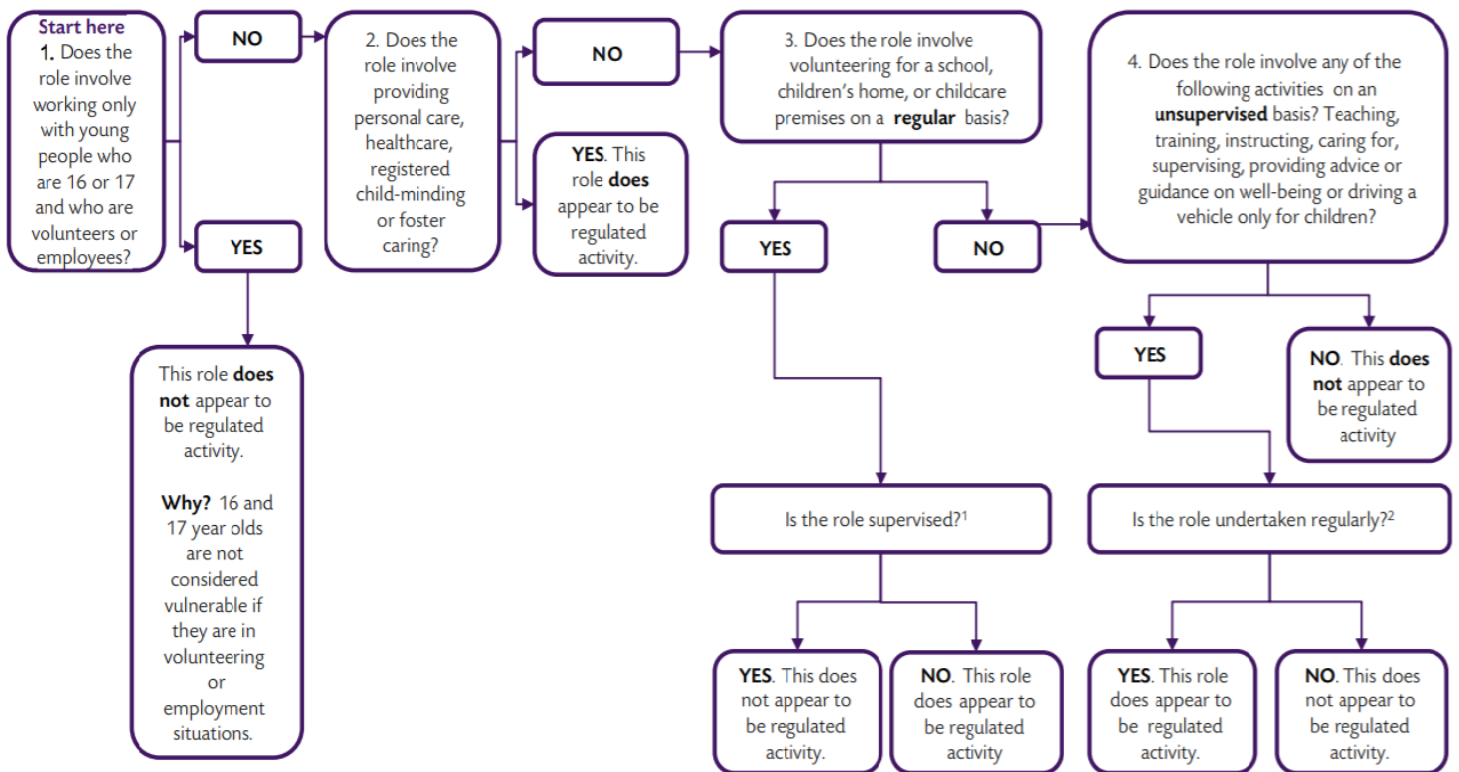 Start here
1. Does the
role involve
working only
with young
people who
are 16 or 17
and who are
volunteers or
employees?
NO
YES
This role does
not appear to
be regulated
activity.
Why? 16 and
17 year olds
are not
considered
vulnerable if
they are in
volunteering
or
employment
situations.
2. Does the
role involve
providing
personal care,
healthcare,
registered
child-minding
or foster
caring?
NO
YES. This
role does
appear to be
regulated
activity.
3. Does the role involve
volunteering for a school,
children's home, or childcare
premises on a regular basis?
YES
NO
Is the role supervised?¹
YES. This does
not appear to
be regulated
activity.
NO. This role
does appear to
be regulated
activity
4. Does the role involve any of the
following activities on an
unsupervised basis? Teaching,
training, instructing, caring for,
supervising, providing advice or
guidance on well-being or driving a
vehicle only for children?
YES
NO. This does
not appear to
be regulated
activity
Is the role undertaken regularly?²
YES. This role
does appear to
be regulated
activity.
NO. This does
not appear to
be regulated
activity.